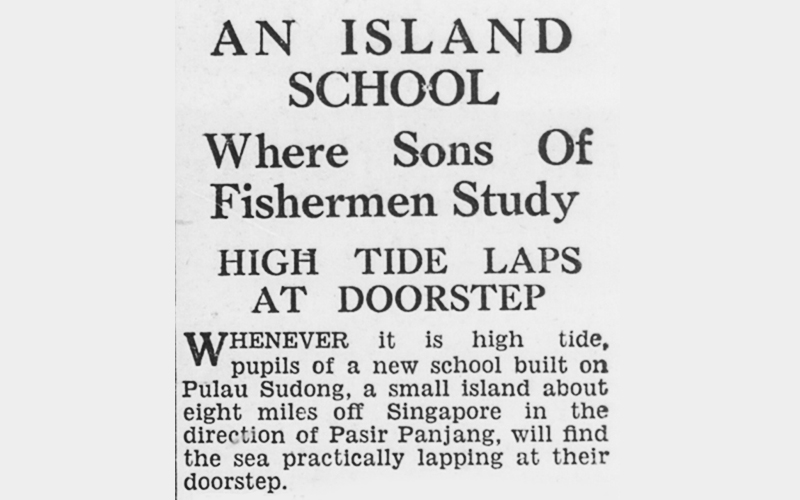 AN ISLAND
SCHOOL
Where Sons Of
Fishermen Study
HIGH TIDE LAPS
AT DOORSTEP
WHENEVER it is high tide,
pupils of a new school built on
Pulau Sudong, a small island about
eight miles off Singapore in the
direction of Pasir Panjang, will find
the sea practically lapping at their
doorstep.